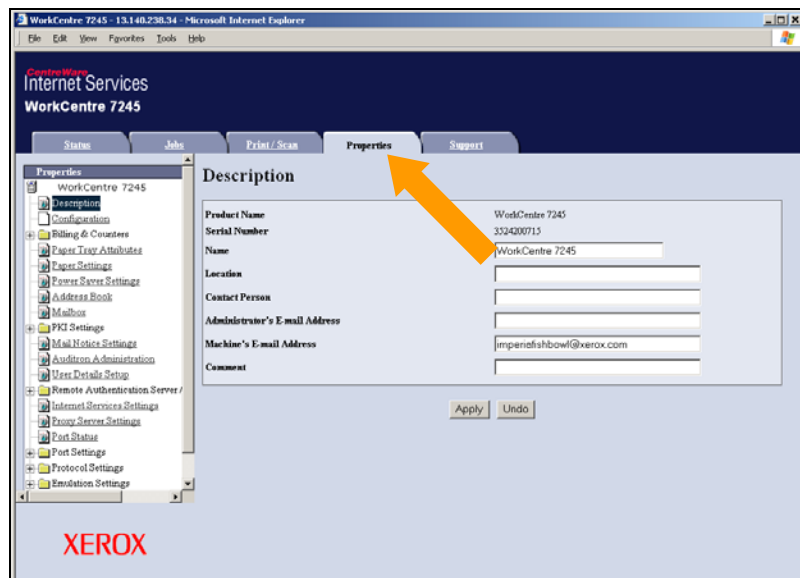 WorkCentre 7245 - 13.140.238.34 - Microsoft Internet Explorer
File Edit View Favorites Tools Help
CentreWare
Internet Services
WorkCentre 7245
Status Jobs Print / Scan Properties Support
Properties
WorkCentre 7245
Description
Configuration
Billing & Counters
Paper Tray Attributes
Paper Settings
Power Saver Settings
Address Book
Mailbox
PKI Settings
Mail Notice Settings
Auditron Administration
User Details Setup
Remote Authentication Server /
Internet Services Settings
Proxy Server Settings
Port Status
Port Settings
Protocol Settings
Emulation Settings
XEROX
Description
Product Name WorkCentre 7245
Serial Number 3524200715
Name WorkCentre 7245
Location
Contact Person
Administrator's E-mail Address
Machine's E-mail Address imperiafishbowl@xerox.com
Comment
Apply Undo